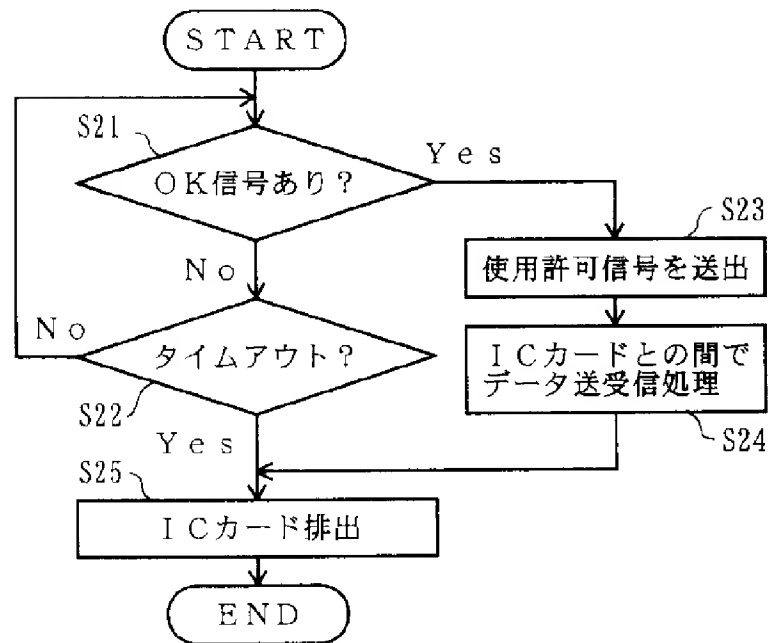 START
S21
OK信号あり?
Yes
S23
使用許可信号を送出
No
No
タイムアウト?
S22
ICカードとの間で
データ送受信処理
S24
Yes
S25
ICカード排出
END